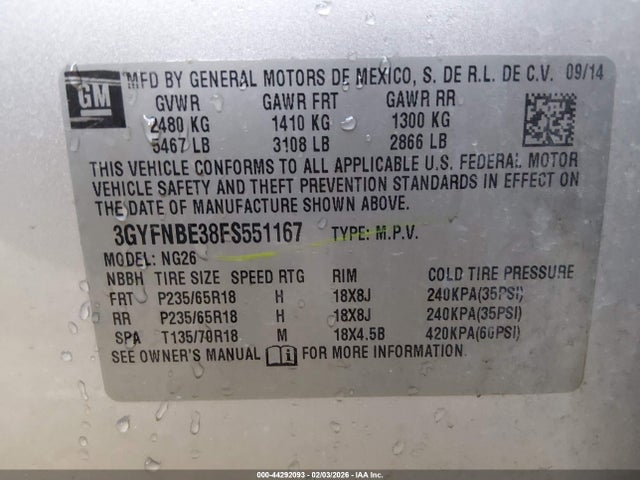 GM MFD BY GENERAL MOTORS DE MEXICO, S. DE R.L. DE C.V. 09/14
GVWR GAWR FRT GAWR RR
2480 KG 1410 KG 1300 KG
5467 LB 3108 LB 2866 LB
THIS VEHICLE CONFORMS TO ALL APPLICABLE U.S. FEDERAL MOTOR
VEHICLE SAFETY AND THEFT PREVENTION STANDARDS IN EFFECT ON
THE DATE OF MANUFACTURE SHOWN ABOVE.
3GYFNBE38FS551167 TYPE: M.P.V.
MODEL: NG26
NBBH TIRE SIZE SPEED RTG RIM COLD TIRE PRESSURE
FRT P235/65R18 H 18X8J 240KPA(35PSI)
RR P235/65R18 H 18X8J 240KPA(35PSI)
SPA T135/70R18 M 18X4.5B 420KPA(60PSI)
SEE OWNER'S MANUAL FOR MORE INFORMATION.
000-44292093 - 02/03/2026 - IAA Inc.